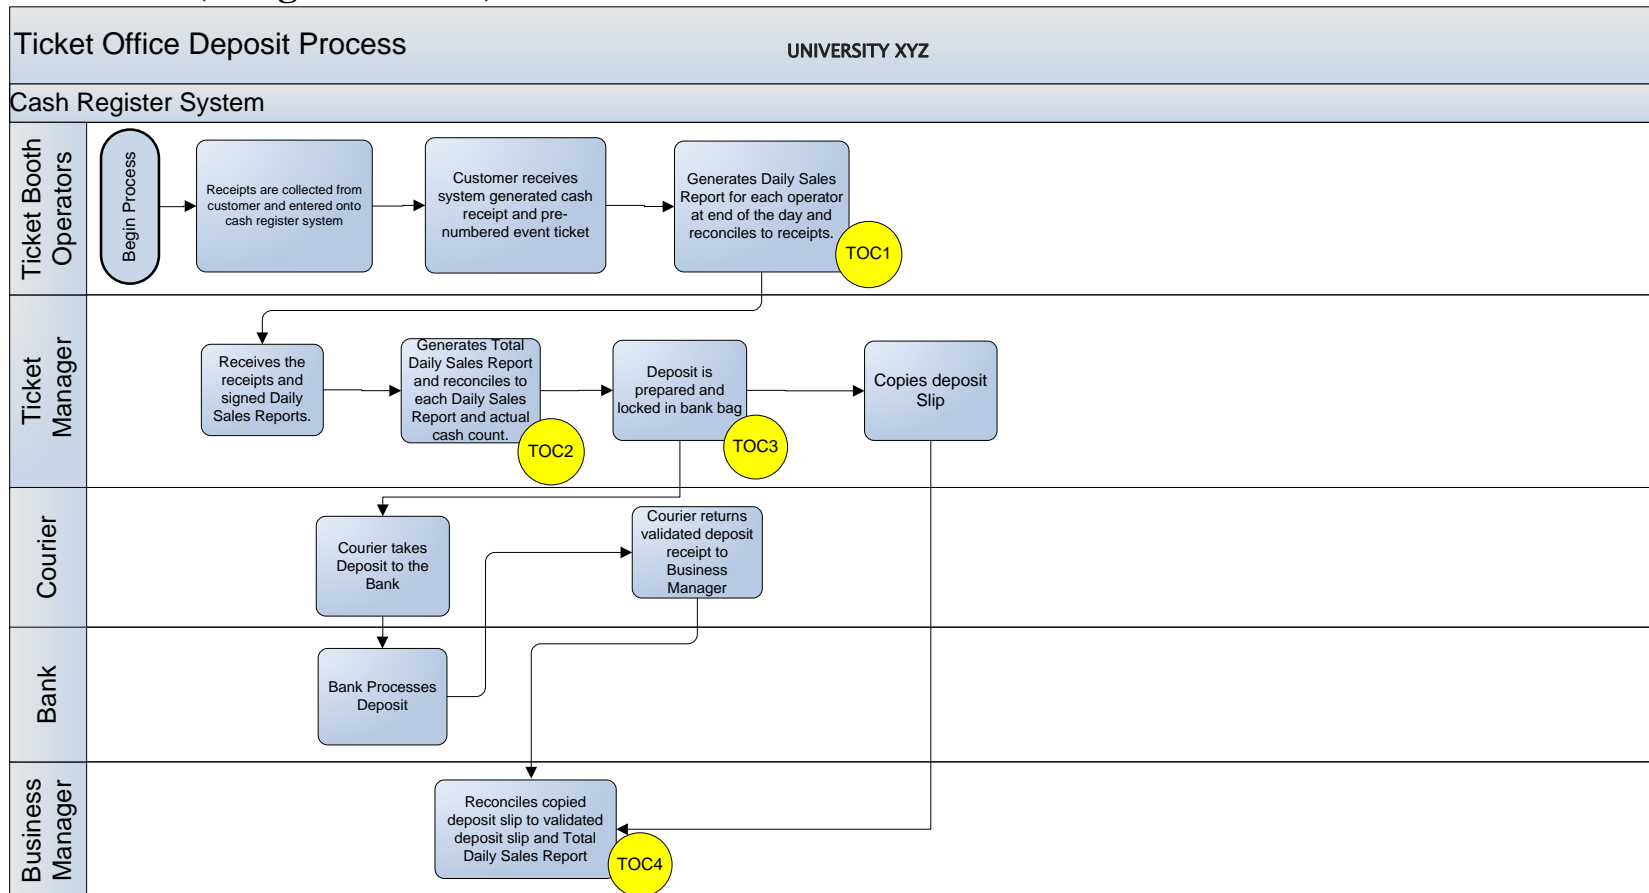 Ticket Office Deposit Process
UNIVERSITY XYZ
Cash Register System
Ticket Booth
Operators
Begin Process
Receipts are collected from
customer and entered onto
cash register system
Customer receives
system generated cash
receipt and pre-
numbered event ticket
Generates Daily Sales
Report for each operator
at end of the day and
reconciles to receipts.
TOC1
Ticket
Manager
Receives the
receipts and
signed Daily
Sales Reports.
Generates Total
Daily Sales Report
and reconciles to
each Daily Sales
Report and actual
cash count.
TOC2
Deposit is
prepared and
locked in bank bag
TOC3
Copies deposit
Slip
Courier
Courier takes
Deposit to the
Bank
Courier returns
validated deposit
receipt to
Business
Manager
Bank
Bank Processes
Deposit
Business
Manager
Reconciles copied
deposit slip to validated
deposit slip and Total
Daily Sales Report
TOC4